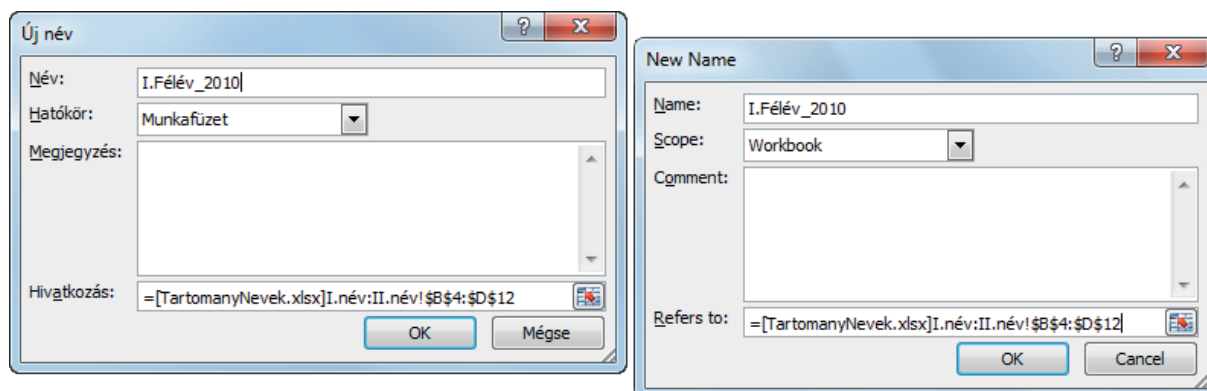 Új név
Név: I.Félév_2010
Hatókör: Munkafüzet
Megjegyzés:
Hivatkozás: =[TartomanyNevek.xlsx]I.név:II.név!$B$4:$D$12
OK Mégse
New Name
Name: I.Félév_2010
Scope: Workbook
Comment:
Refers to: =[TartomanyNevek.xlsx]I.név:II.név!$B$4:$D$12
OK Cancel